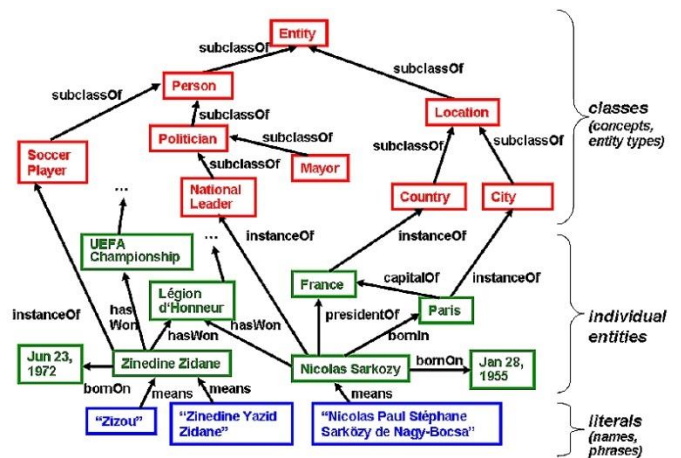 Entity
subclassOf
subclassOf
Person
subclassOf
subclassOf
Location
classes
(concepts,
entity types)
Politician
subclassOf
subclassOf
subclassOf
Soccer
Player
subclassOf
Mayor
...
National
Leader
Country
City
UEFA
Championship
...
instanceOf
instanceOf
France
capitalOf
instanceOf
Légion
d'Honneur
Paris
individual
entities
instanceOf
has
Won
hasWon
hasWon
presidentOf
bornIn
Jun 23,
1972
Zinedine Zidane
Nicolas Sarkozy
bornOn
Jan 28,
1955
bornOn
means
means
means
"Zizou"
"Zinedine Yazid
Zidane"
"Nicolas Paul Stéphane
Sarközy de Nagy-Bocsa"
literals
(names,
phrases)